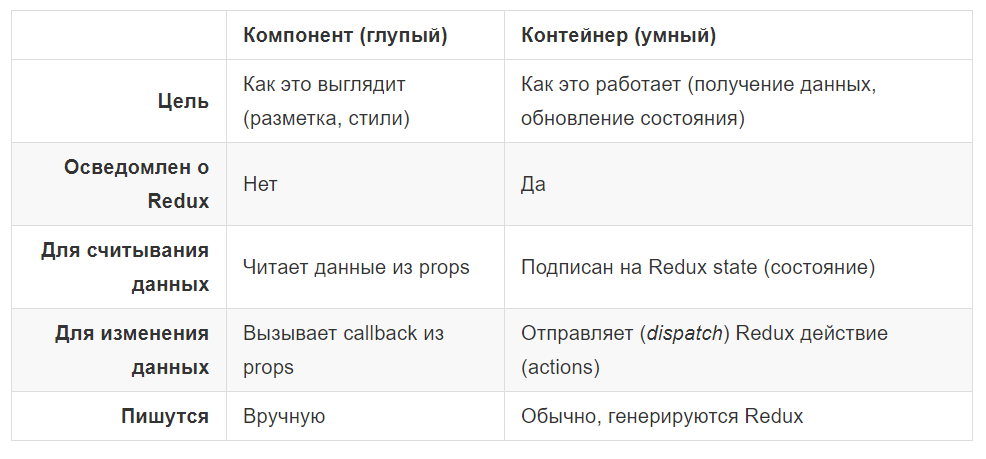 Компонент (глупый) Контейнер (умный)
Цель
Как это выглядит
(разметка, стили)
Как это работает (получение данных,
обновление состояния)
Осведомлен о
Redux
Нет
Да
Для считывания
данных
Читает данные из props
Подписан на Redux state (состояние)
Для изменения
данных
Вызывает callback из
props
Отправляет (dispatch) Redux действие
(actions)
Пишутся
Вручную
Обычно, генерируются Redux